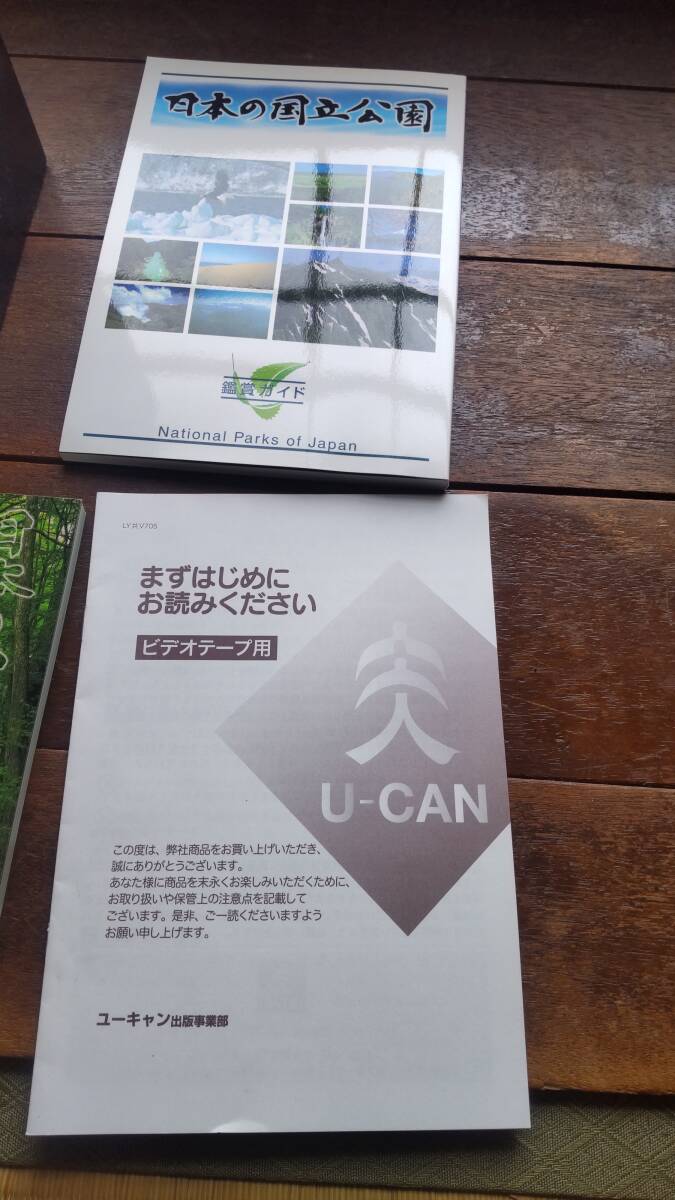 日本の国立公園
鑑賞ガイド
National Parks of Japan
LY共V705
まずはじめに
お読みください
ビデオテープ用
U-CAN
この度は、弊社商品をお買い上げいただき、
誠にありがとうございます。
あなた様に商品を末永くお楽しみいただくために、
お取り扱いや保管上の注意点を記載して
ございます。是非、ご一読くださいますよう
お願い申し上げます。
ユーキャン出版事業部